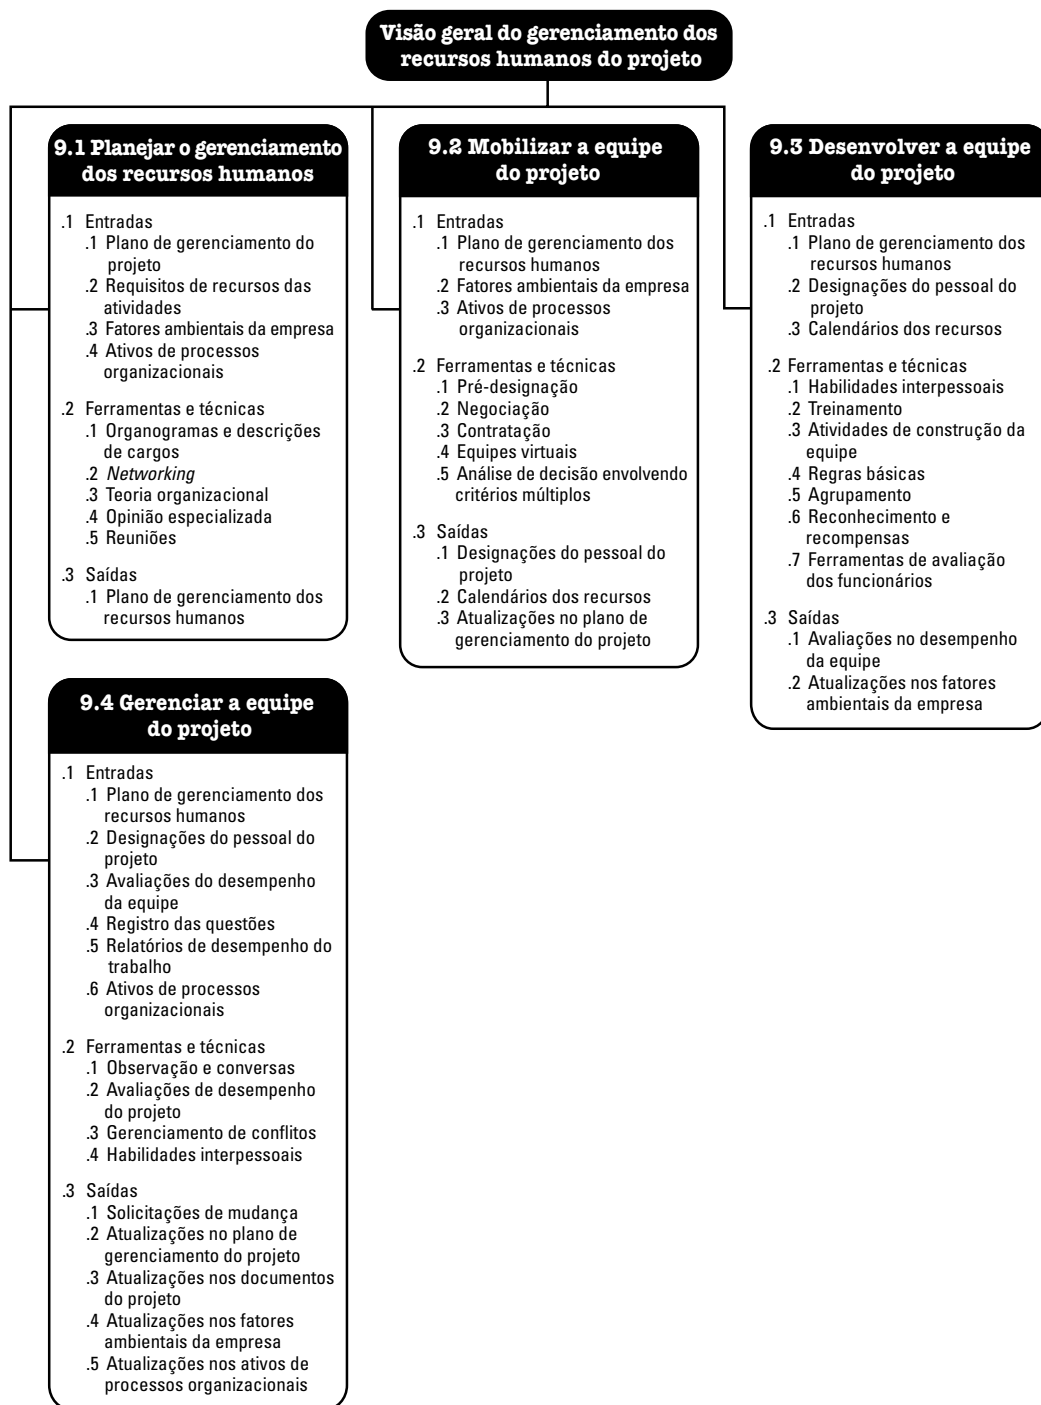 Visão geral do gerenciamento dos
recursos humanos do projeto
9.1 Planejar o gerenciamento
dos recursos humanos
.1 Entradas
.1 Plano de gerenciamento do
projeto
.2 Requisitos de recursos das
atividades
.3 Fatores ambientais da empresa
.4 Ativos de processos
organizacionais
.2 Ferramentas e técnicas
.1 Organogramas e descrições
de cargos
.2 Networking
.3 Teoria organizacional
.4 Opinião especializada
.5 Reuniões
.3 Saídas
.1 Plano de gerenciamento dos
recursos humanos
9.2 Mobilizar a equipe
do projeto
.1 Entradas
.1 Plano de gerenciamento dos
recursos humanos
.2 Fatores ambientais da empresa
.3 Ativos de processos
organizacionais
.2 Ferramentas e técnicas
.1 Pré-designação
.2 Negociação
.3 Contratação
.4 Equipes virtuais
.5 Análise de decisão envolvendo
critérios múltiplos
.3 Saídas
.1 Designações do pessoal do
projeto
.2 Calendários dos recursos
.3 Atualizações no plano de
gerenciamento do projeto
9.3 Desenvolver a equipe
do projeto
.1 Entradas
.1 Plano de gerenciamento dos
recursos humanos
.2 Designações do pessoal do
projeto
.3 Calendários dos recursos
.2 Ferramentas e técnicas
.1 Habilidades interpessoais
.2 Treinamento
.3 Atividades de construção da
equipe
.4 Regras básicas
.5 Agrupamento
.6 Reconhecimento e
recompensas
.7 Ferramentas de avaliação
dos funcionários
.3 Saídas
.1 Avaliações no desempenho
da equipe
.2 Atualizações nos fatores
ambientais da empresa
9.4 Gerenciar a equipe
do projeto
.1 Entradas
.1 Plano de gerenciamento dos
recursos humanos
.2 Designações do pessoal do
projeto
.3 Avaliações do desempenho
da equipe
.4 Registro das questões
.5 Relatórios de desempenho do
trabalho
.6 Ativos de processos
organizacionais
.2 Ferramentas e técnicas
.1 Observação e conversas
.2 Avaliações de desempenho
do projeto
.3 Gerenciamento de conflitos
.4 Habilidades interpessoais
.3 Saídas
.1 Solicitações de mudança
.2 Atualizações no plano de
gerenciamento do projeto
.3 Atualizações nos documentos
do projeto
.4 Atualizações nos fatores
ambientais da empresa
.5 Atualizações nos ativos de
processos organizacionais